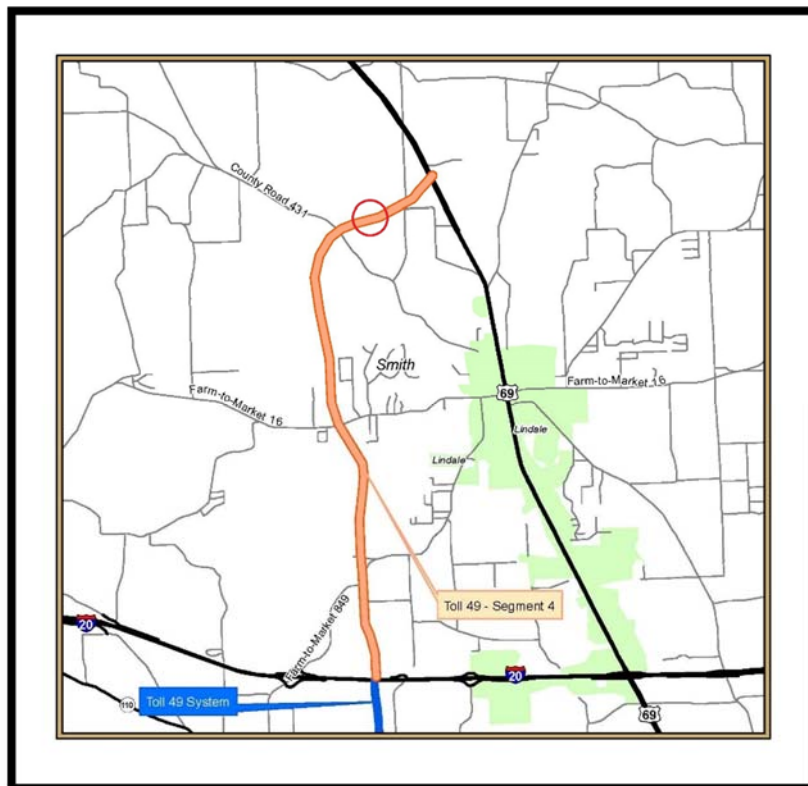 County Road 431
Smith
Farm-to-Market 16
69
Farm-to-Market 16
Lindale
Lindale
Toll 49 - Segment 4
Farm-to-Market 849
20
20
110
Toll 49 System
69